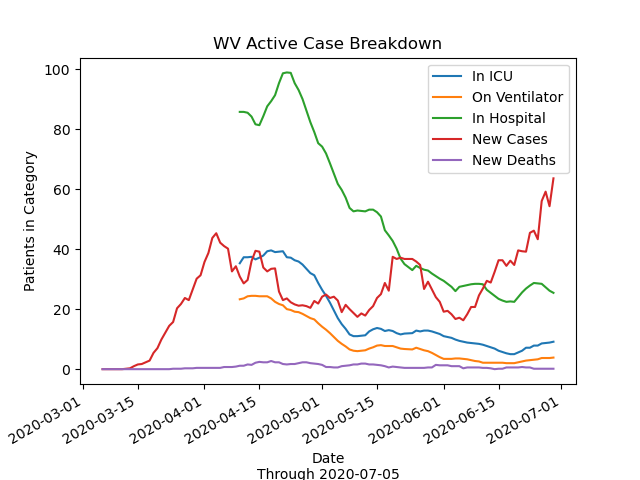 WV Active Case Breakdown
Patients in Category
100
80
60
40
20
0
In ICU
On Ventilator
In Hospital
New Cases
New Deaths
2020-03-01
2020-03-15
2020-04-01
2020-04-15
2020-05-01
2020-05-15
2020-06-01
2020-06-15
2020-07-01
Date
Through 2020-07-05